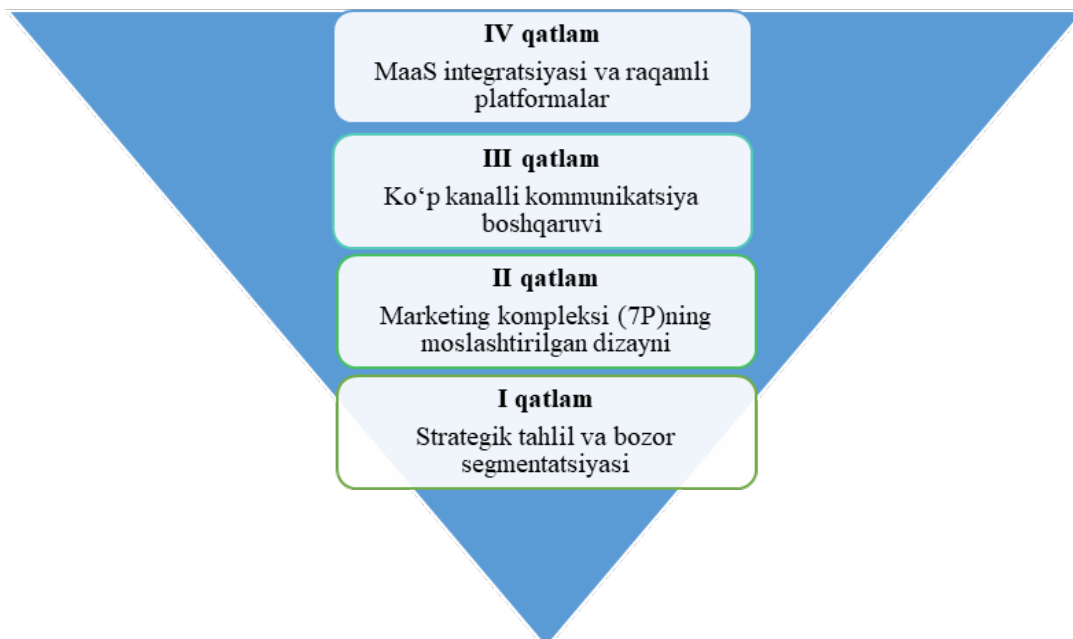 IV qatlam
MaaS integratsiyasi va raqamli
platformalar
III qatlam
Ko‘p kanalli kommunikatsiya
boshqaruvi
II qatlam
Marketing kompleksi (7P)ning
moslashtirilgan dizayni
I qatlam
Strategik tahlil va bozor
segmentatsiyasi